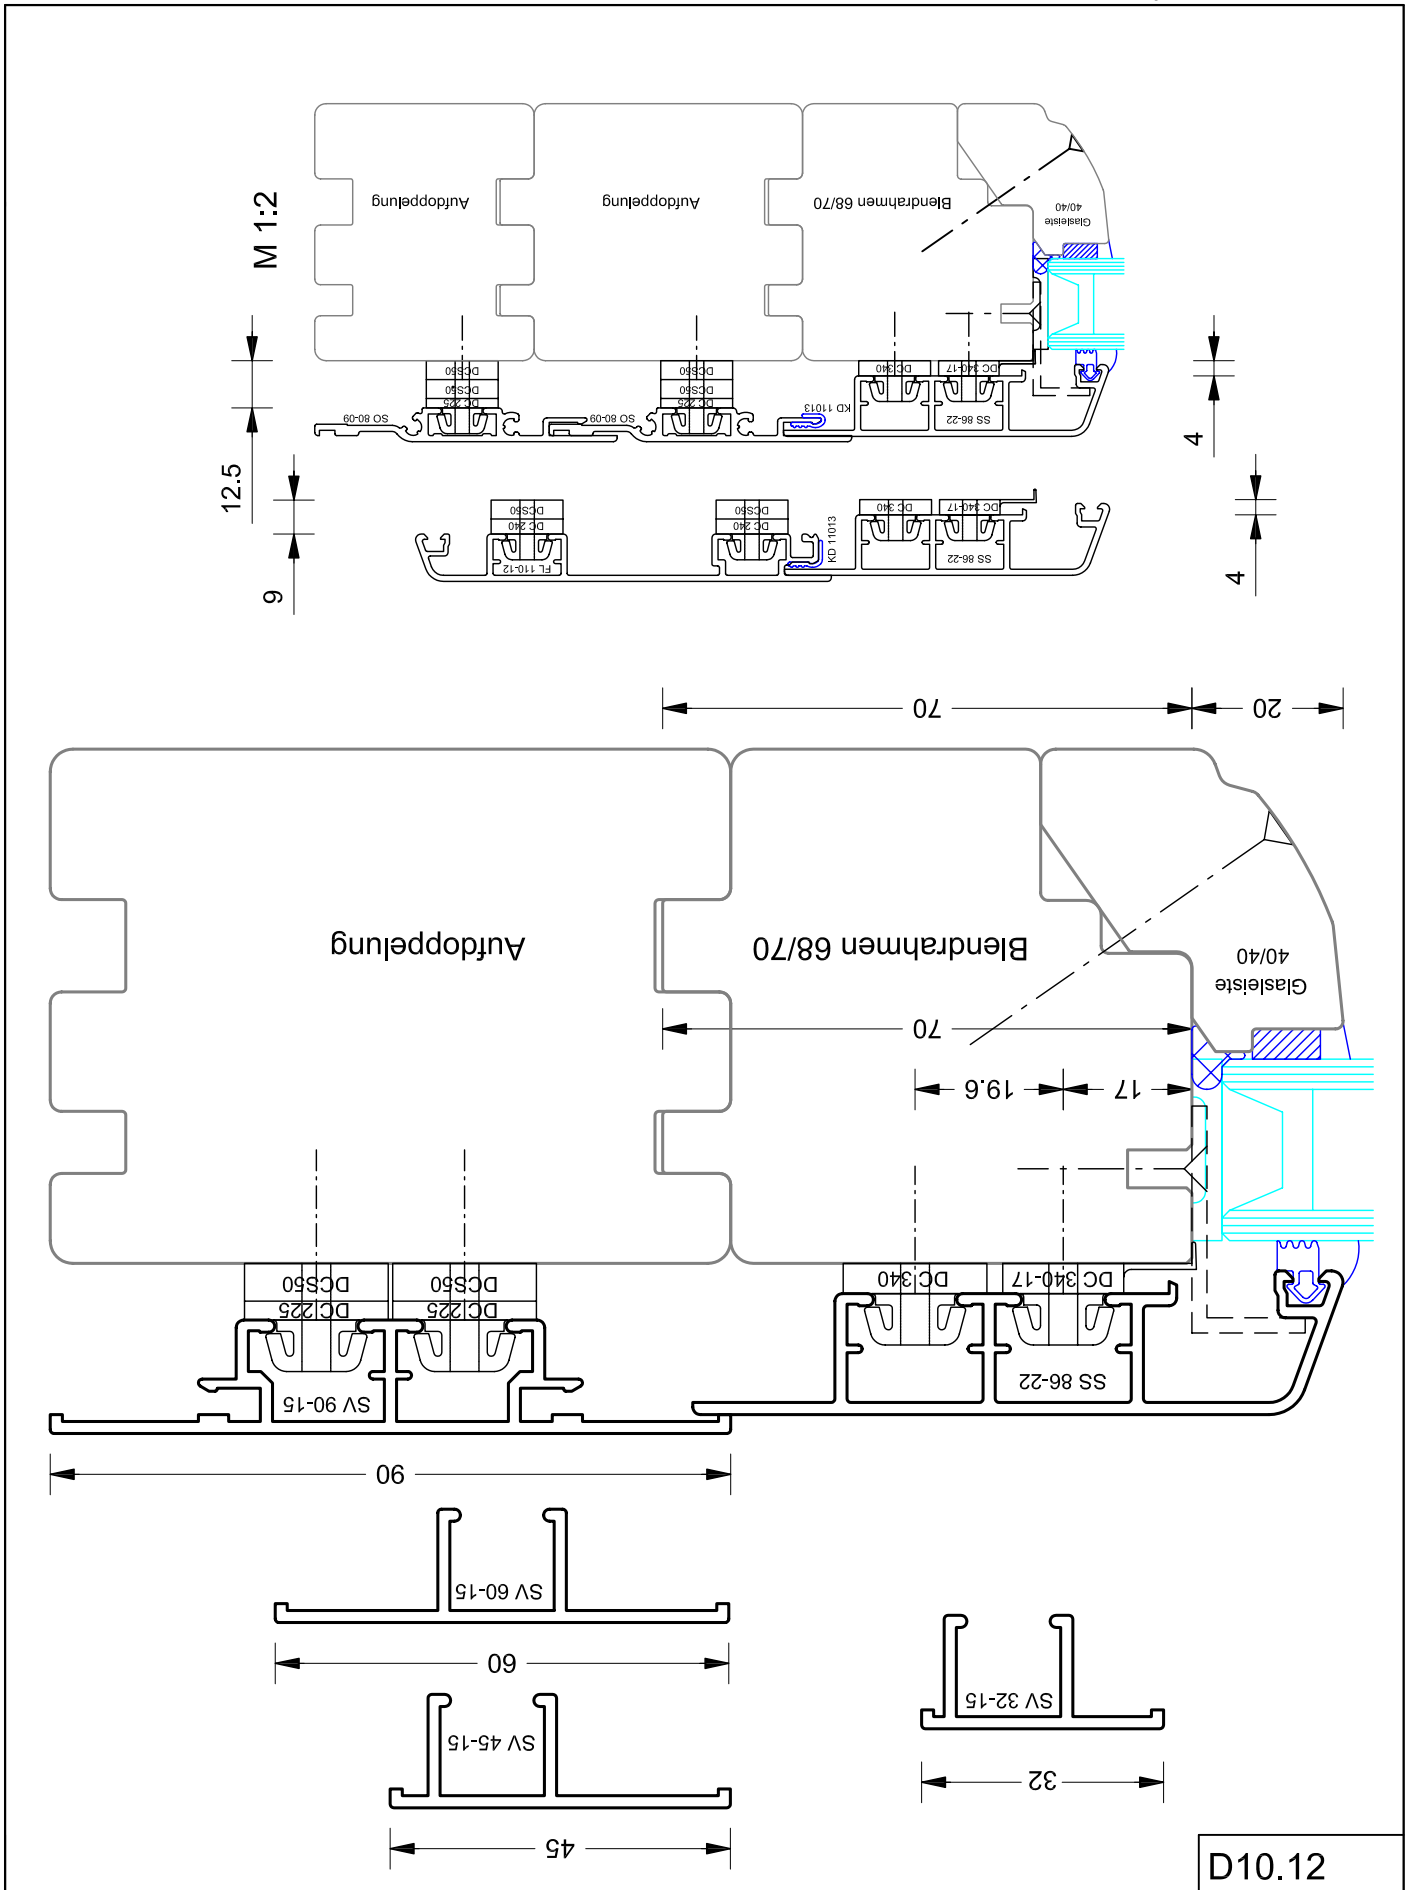 M 1:2
Aufdoppelung
Aufdoppelung
Blendrahmen 68/70
Glasleiste
40/40
DCS50
DCS50
DC 225
DCS50
DCS50
DC 225
DC 340
DC 340-17
SO 80-09
SO 80-09
KD 11013
SS 86-22
12.5
4
DCS50
DC 240
DCS50
DC 240
DC 340
DC 340-17
FL 110-12
KD 11013
SS 86-22
9
4
70
20
Aufdoppelung
Blendrahmen 68/70
Glasleiste
40/40
70
19.6
17
DCS50
DCS50
DC 225
DC 225
DC 340
DC 340-17
SV 90-15
SS 86-22
90
SV 60-15
60
SV 45-15
45
SV 32-15
32
D10.12